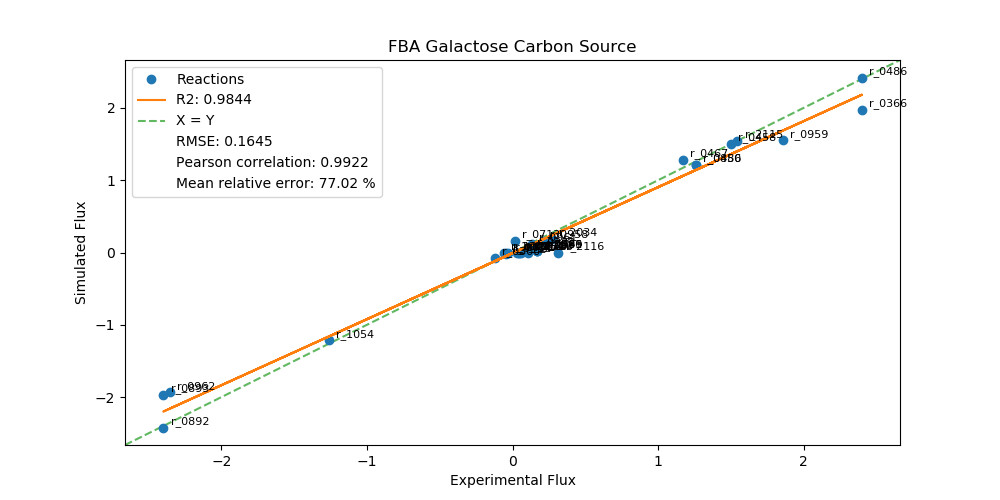 FBA Galactose Carbon Source
Reactions
R2: 0.9844
X = Y
RMSE: 0.1645
Pearson correlation: 0.9922
Mean relative error: 77.02 %
r_0486
r_0366
r_2115
r_0959
r_0467
r_2116
r_1054
r_0962
r_0892
Simulated Flux
2
1
0
−1
−2
−2
−1
0
1
2
Experimental Flux